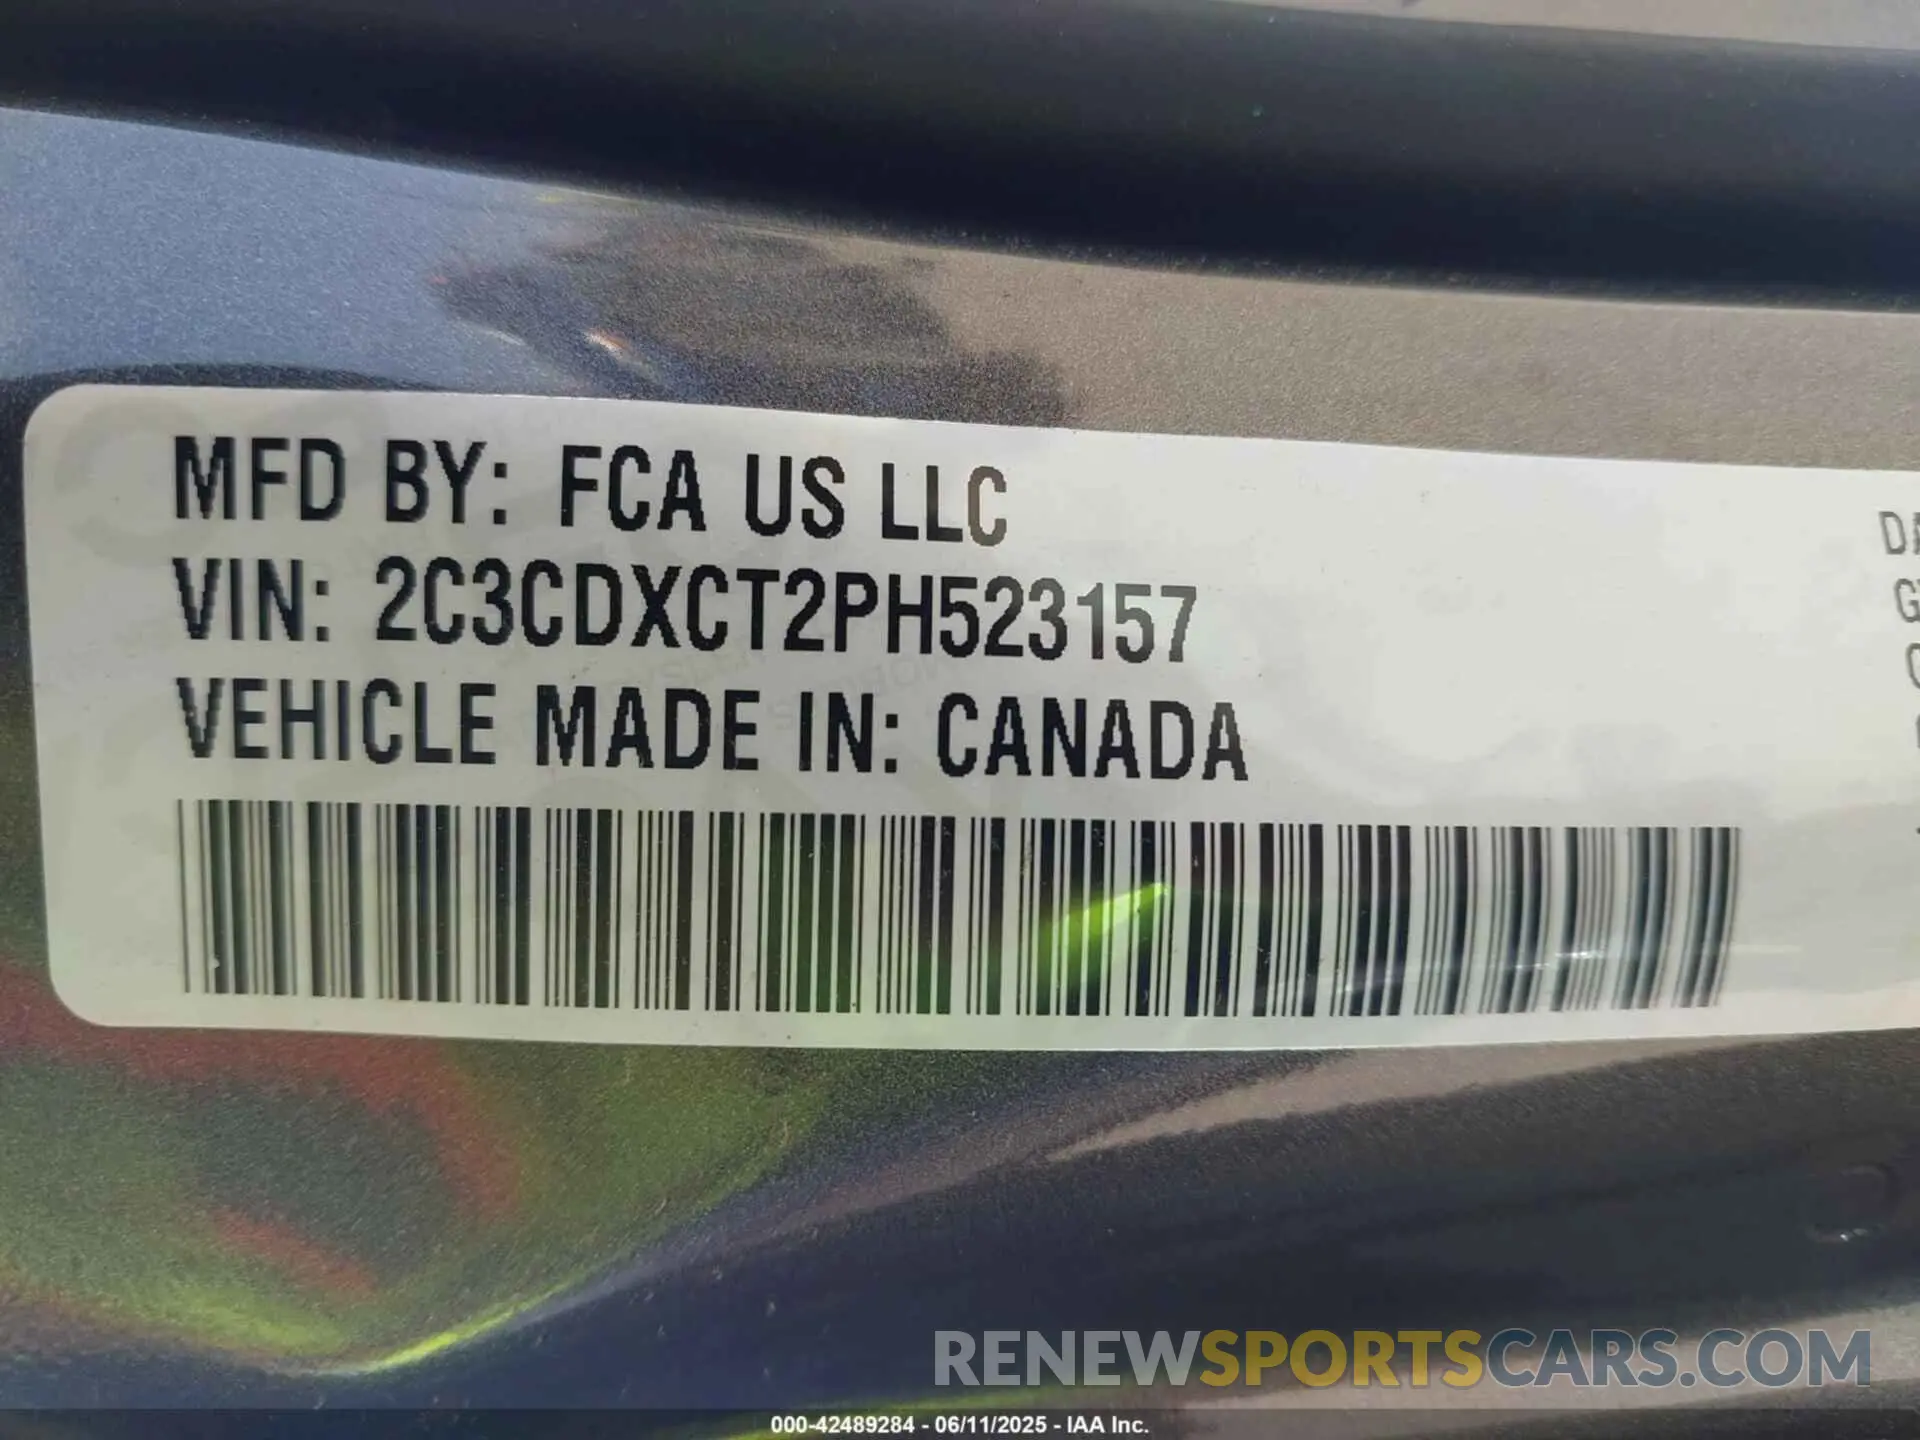 MFD BY: FCA US LLC
VIN: 2C3CDXCT2PH523157
VEHICLE MADE IN: CANADA
RENEWSPORTSCARS.COM
000-42489284 - 06/11/2025 - IAA Inc.